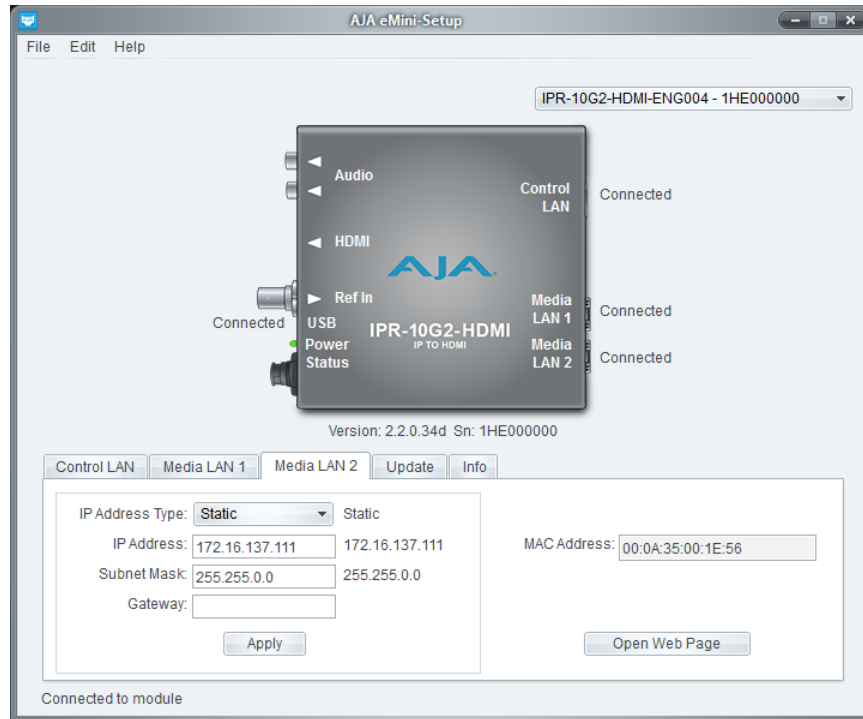 AJA eMini-Setup
File Edit Help
IPR-10G2-HDMI-ENG004 - 1HE000000
Audio
Control
LAN
Connected
HDMI
AJA
Ref In
Connected
USB
Power
Status
IPR-10G2-HDMI
IP TO HDMI
Media
LAN 1
Connected
Media
LAN 2
Connected
Version: 2.2.0.34d Sn: 1HE000000
Control LAN Media LAN 1 Media LAN 2 Update Info
IP Address Type: Static Static
IP Address: 172.16.137.111 172.16.137.111
Subnet Mask: 255.255.0.0 255.255.0.0
Gateway:
Apply
MAC Address: 00:0A:35:00:1E:56
Open Web Page
Connected to module